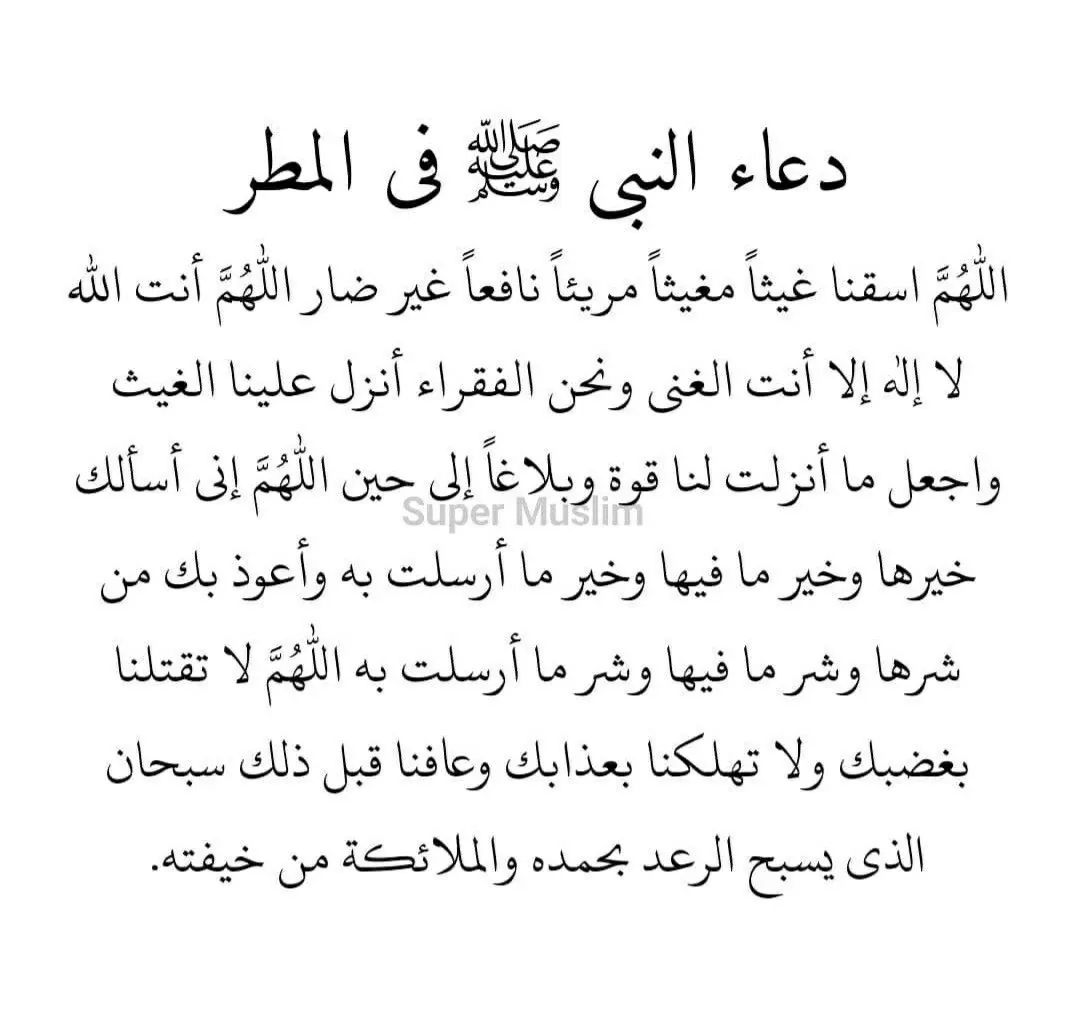 دعاء النبي ﷺ فى المطر
اللّٰهُمَّ اسقنا غيثاً مغيثاً مريئاً نافعاً غير ضار اللّٰهُمَّ أنت الله
لا إلٰه إلا أنت الغنى ونحن الفقراء أنزل علينا الغيث
واجعل ما أنزلت لنا قوة وبلاغاً إلى حين اللّٰهُمَّ إنى أسألك
Super Muslim
خيرها وخير ما فيها وخير ما أرسلت به وأعوذ بك من
شرها وشر ما فيها وشر ما أرسلت به اللّٰهُمَّ لا تقتلنا
بغضبك ولا تهلكنا بعذابك وعافنا قبل ذلك سبحان
الذى يسبح الرعد بحمده والملائكة من خيفته.